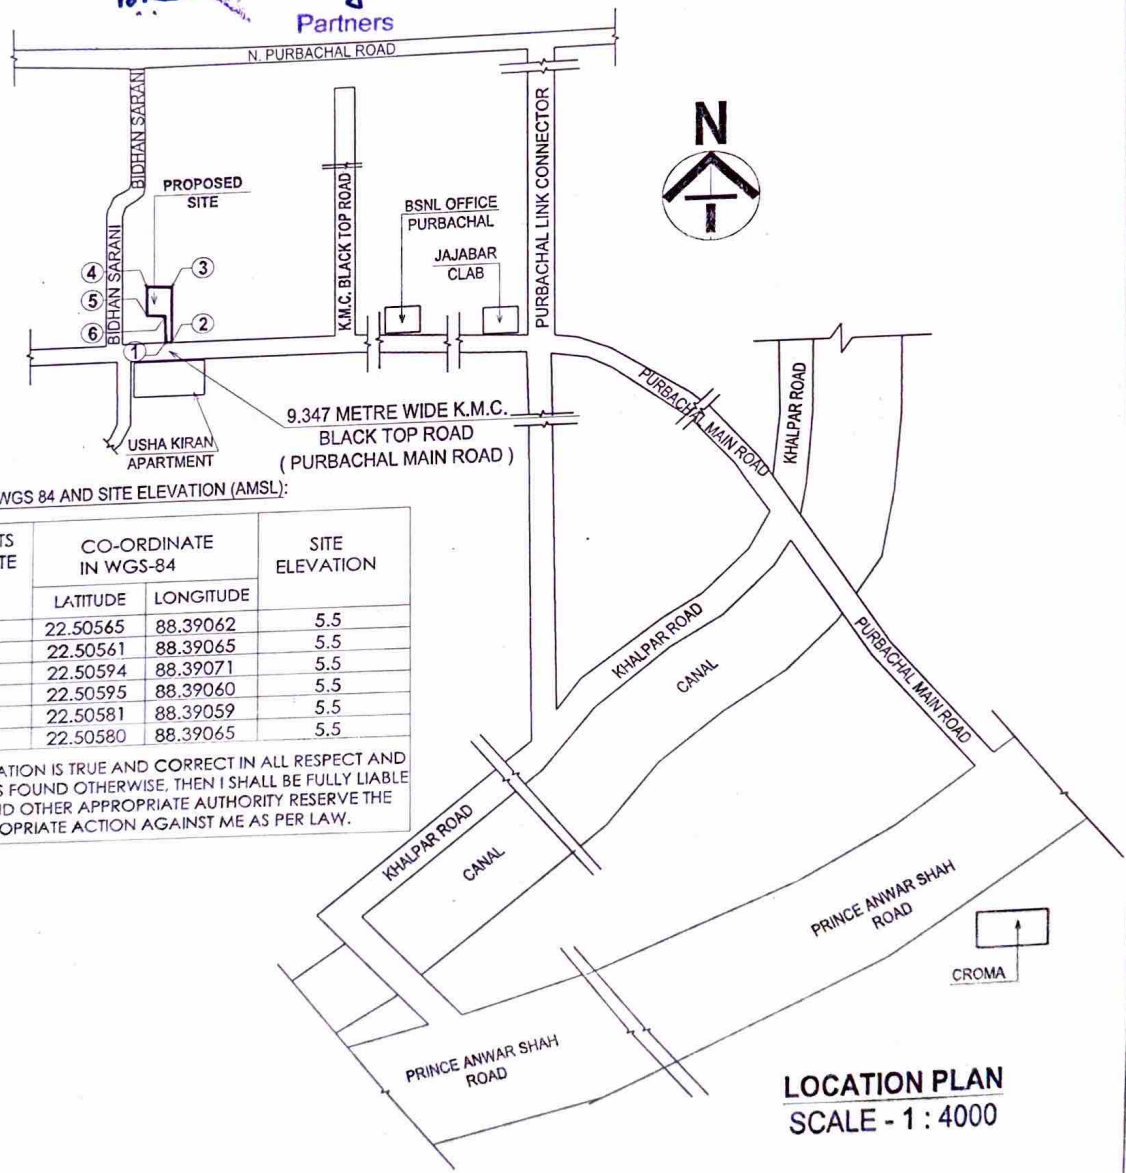 Partners
N. PURBACHAL ROAD
BIDHAN SARANI
PROPOSED
SITE
BIDHAN SARANI
K.M.C. BLACK TOP ROAD
BSNL OFFICE
PURBACHAL
JAJABAR
CLAB
PURBACHAL LINK CONNECTOR
N
4
3
5
6
2
1
USHA KIRAN
APARTMENT
9.347 METRE WIDE K.M.C.
BLACK TOP ROAD
( PURBACHAL MAIN ROAD )
PURBACHAL MAIN ROAD
KHALPAR ROAD
WGS 84 AND SITE ELEVATION (AMSL):
TS
TE
CO-ORDINATE
IN WGS-84
SITE
ELEVATION
LATITUDE LONGITUDE
22.50565 88.39062 5.5
22.50561 88.39065 5.5
22.50594 88.39071 5.5
22.50595 88.39060 5.5
22.50581 88.39059 5.5
22.50580 88.39065 5.5
ATION IS TRUE AND CORRECT IN ALL RESPECT AND
S FOUND OTHERWISE, THEN I SHALL BE FULLY LIABLE
ND OTHER APPROPRIATE AUTHORITY RESERVE THE
OPRIATE ACTION AGAINST ME AS PER LAW.
KHALPAR ROAD
CANAL
PURBACHAL MAIN ROAD
KHALPAR ROAD
CANAL
PRINCE ANWAR SHAH
ROAD
CROMA
PRINCE ANWAR SHAH
ROAD
LOCATION PLAN
SCALE - 1 : 4000